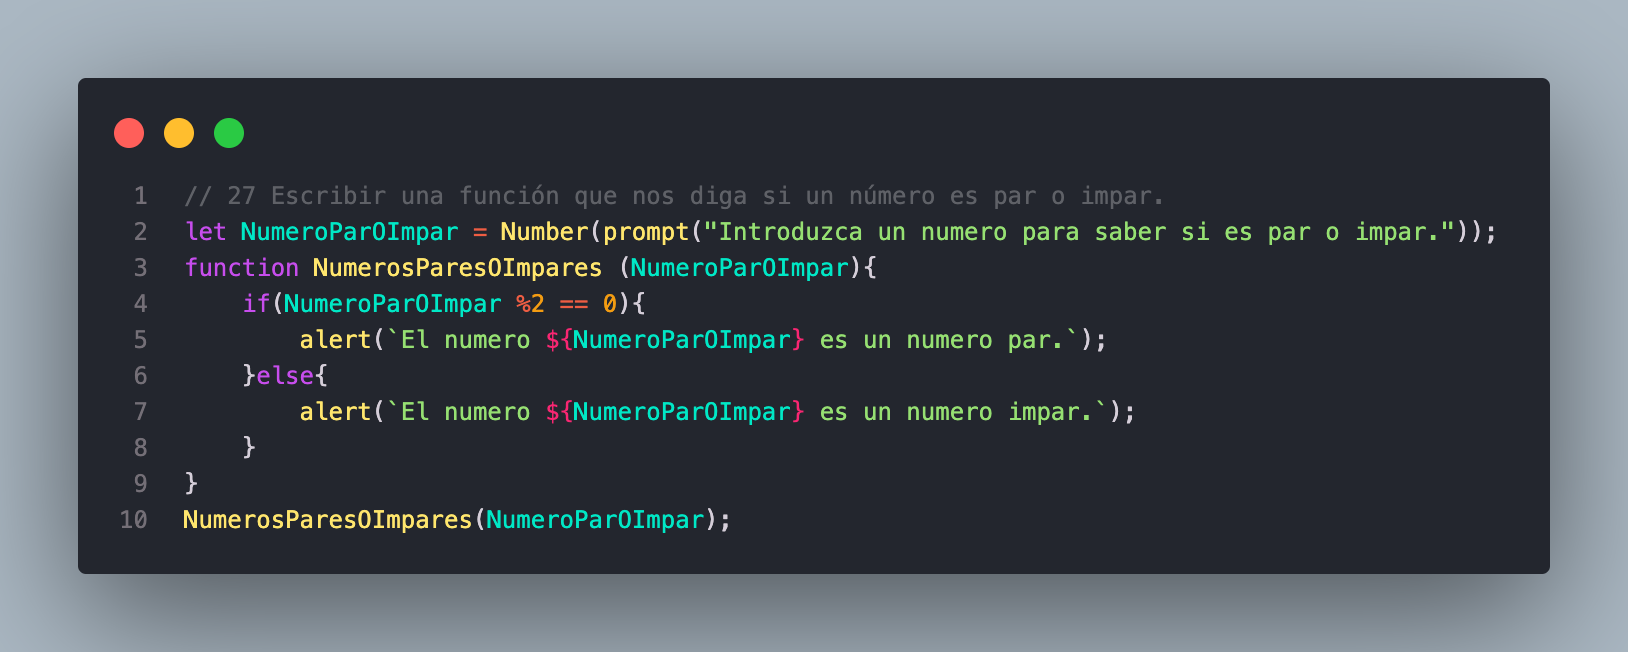 1 // 27 Escribir una función que nos diga si un número es par o impar.
2 let NumeroParOImpar = Number(prompt("Introduzca un numero para saber si es par o impar."));
3 function NumerosParesOImpares (NumeroParOImpar){
4     if(NumeroParOImpar %2 == 0){
5         alert(`El numero ${NumeroParOImpar} es un numero par.`);
6     }else{
7         alert(`El numero ${NumeroParOImpar} es un numero impar.`);
8     }
9 }
10 NumerosParesOImpares(NumeroParOImpar);